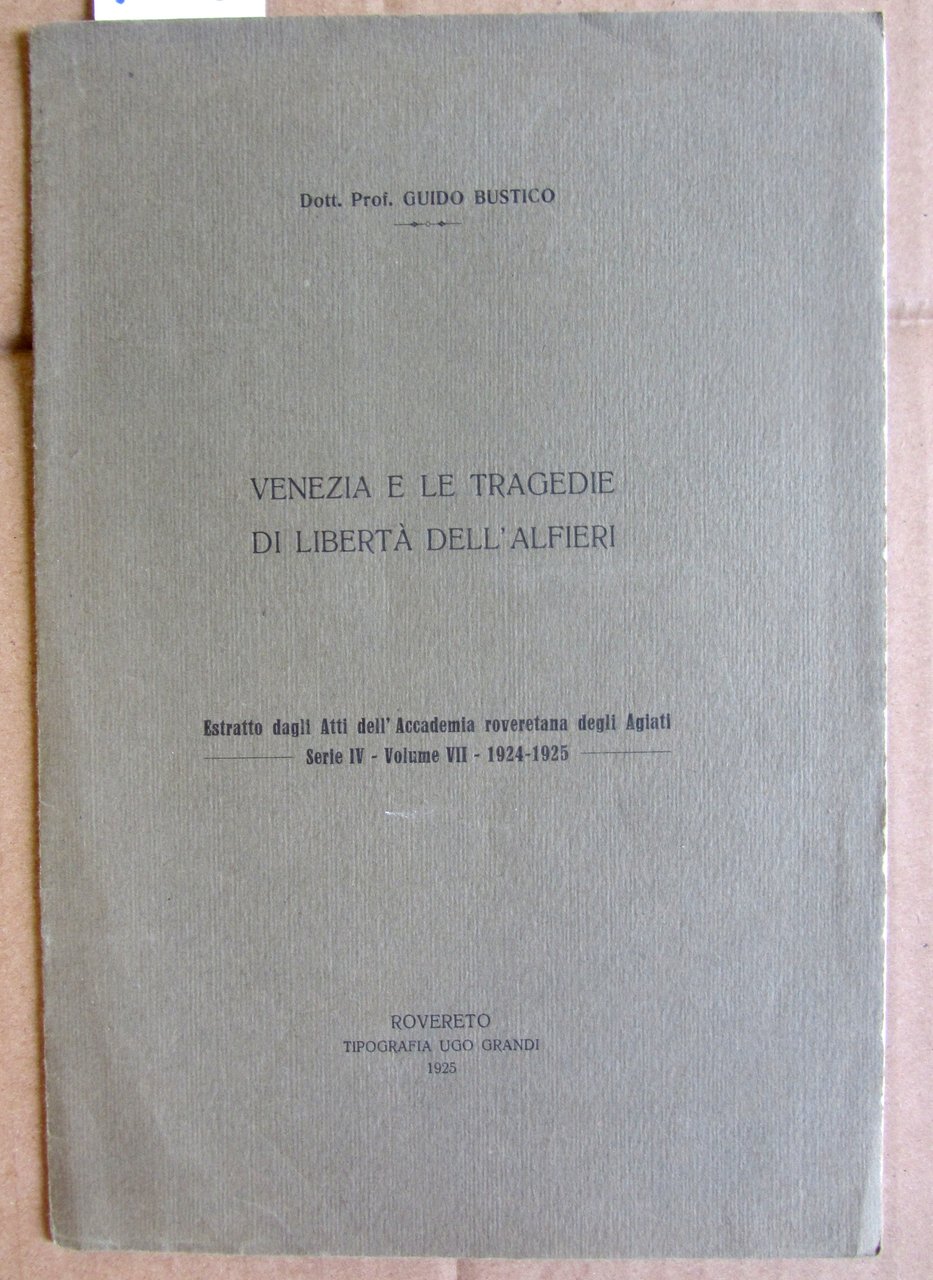 Dott. Prof. GUIDO BUSTICO
VENEZIA E LE TRAGEDIE
DI LIBERTÀ DELL'ALFIERI
Estratto dagli Atti dell'Accademia roveretana degli Agiati
Serie IV - Volume VII - 1924-1925
ROVERETO
TIPOGRAFIA UGO GRANDI
1925